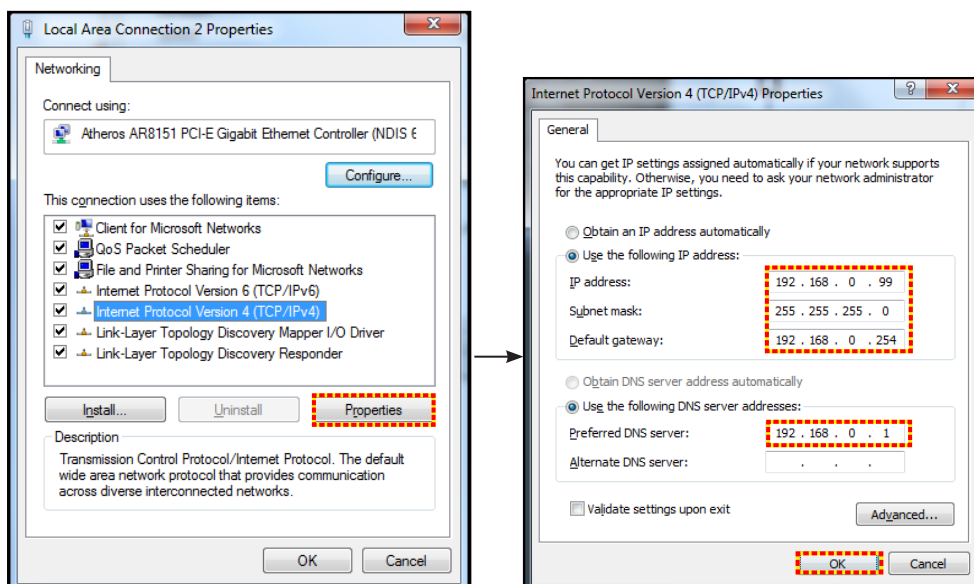 Local Area Connection 2 Properties
Networking
Connect using:
Atheros AR8151 PCI-E Gigabit Ethernet Controller (NDIS 6
Configure...
This connection uses the following items:
Client for Microsoft Networks
QoS Packet Scheduler
File and Printer Sharing for Microsoft Networks
Internet Protocol Version 6 (TCP/IPv6)
Internet Protocol Version 4 (TCP/IPv4)
Link-Layer Topology Discovery Mapper I/O Driver
Link-Layer Topology Discovery Responder
Install...
Uninstall
Properties
Description
Transmission Control Protocol/Internet Protocol. The default
wide area network protocol that provides communication
across diverse interconnected networks.
OK
Cancel
Internet Protocol Version 4 (TCP/IPv4) Properties
General
You can get IP settings assigned automatically if your network supports
this capability. Otherwise, you need to ask your network administrator
for the appropriate IP settings.
Obtain an IP address automatically
Use the following IP address:
IP address: 192 . 168 . 0 . 99
Subnet mask: 255 . 255 . 255 . 0
Default gateway: 192 . 168 . 0 . 254
Obtain DNS server address automatically
Use the following DNS server addresses:
Preferred DNS server: 192 . 168 . 0 . 1
Alternate DNS server: . . .
Validate settings upon exit
Advanced...
OK
Cancel